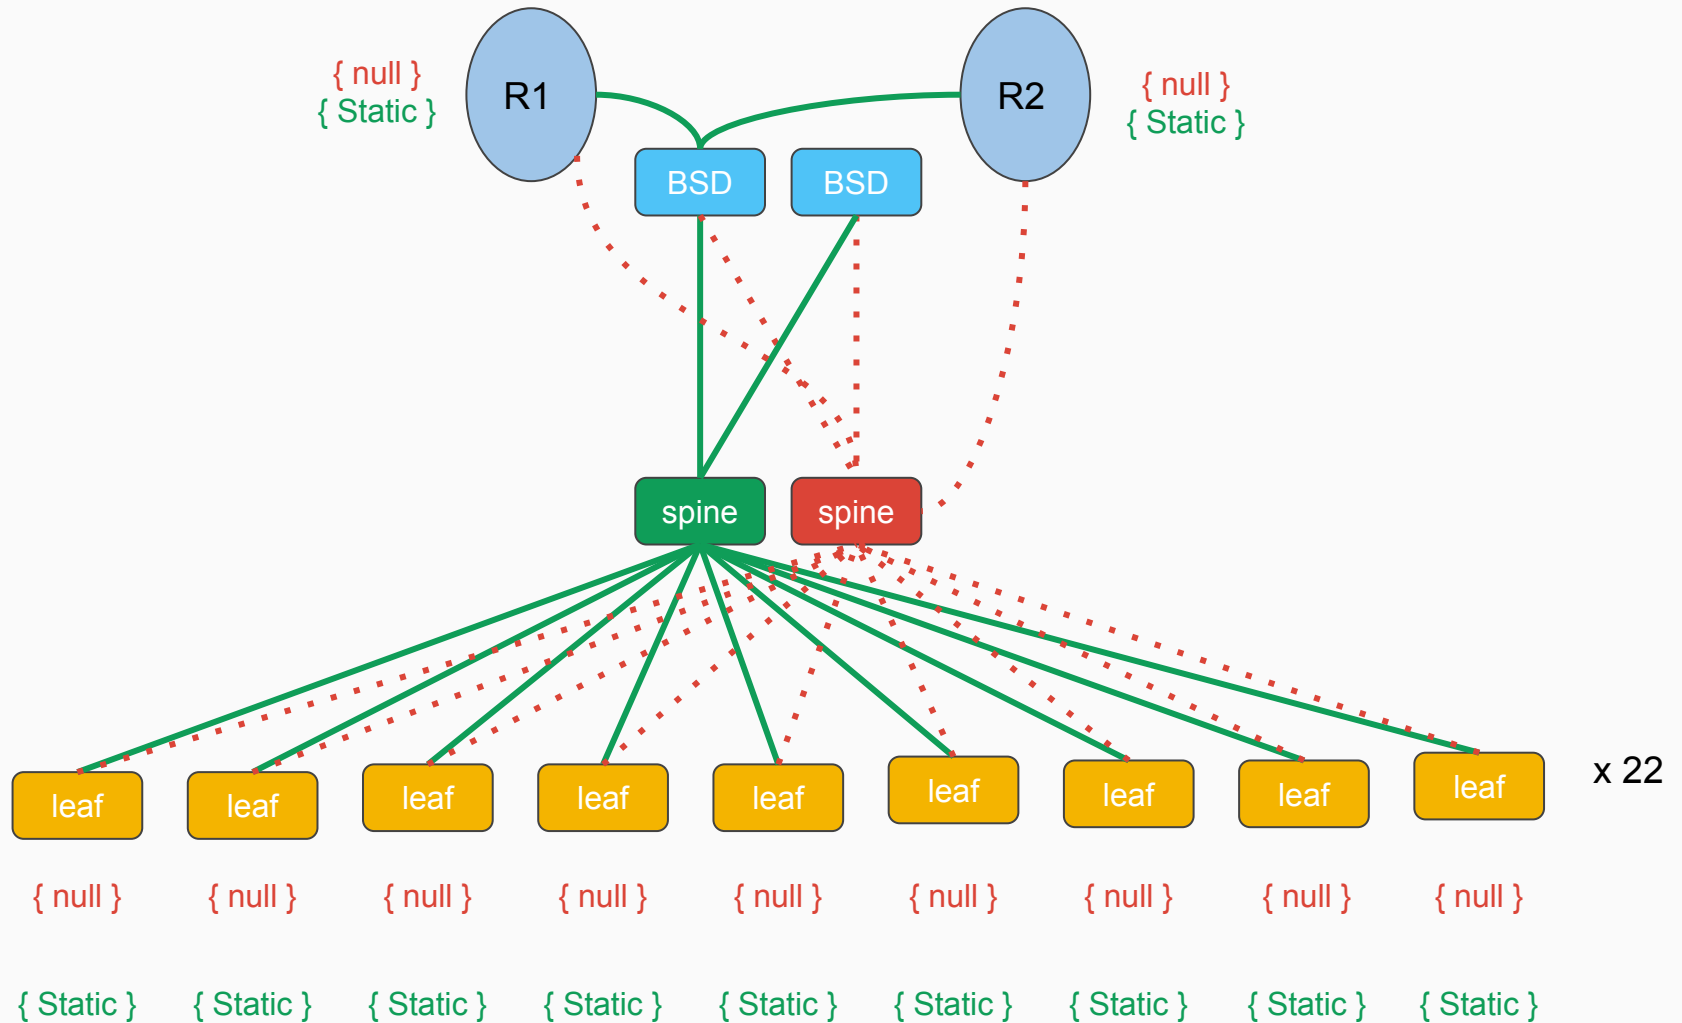 { null }
{ Static }
R1
R2
{ null }
{ Static }
BSD
BSD
spine
spine
leaf
leaf
leaf
leaf
leaf
leaf
leaf
leaf
leaf
x 22
{ null }
{ null }
{ null }
{ null }
{ null }
{ null }
{ null }
{ null }
{ null }
{ Static }
{ Static }
{ Static }
{ Static }
{ Static }
{ Static }
{ Static }
{ Static }
{ Static }